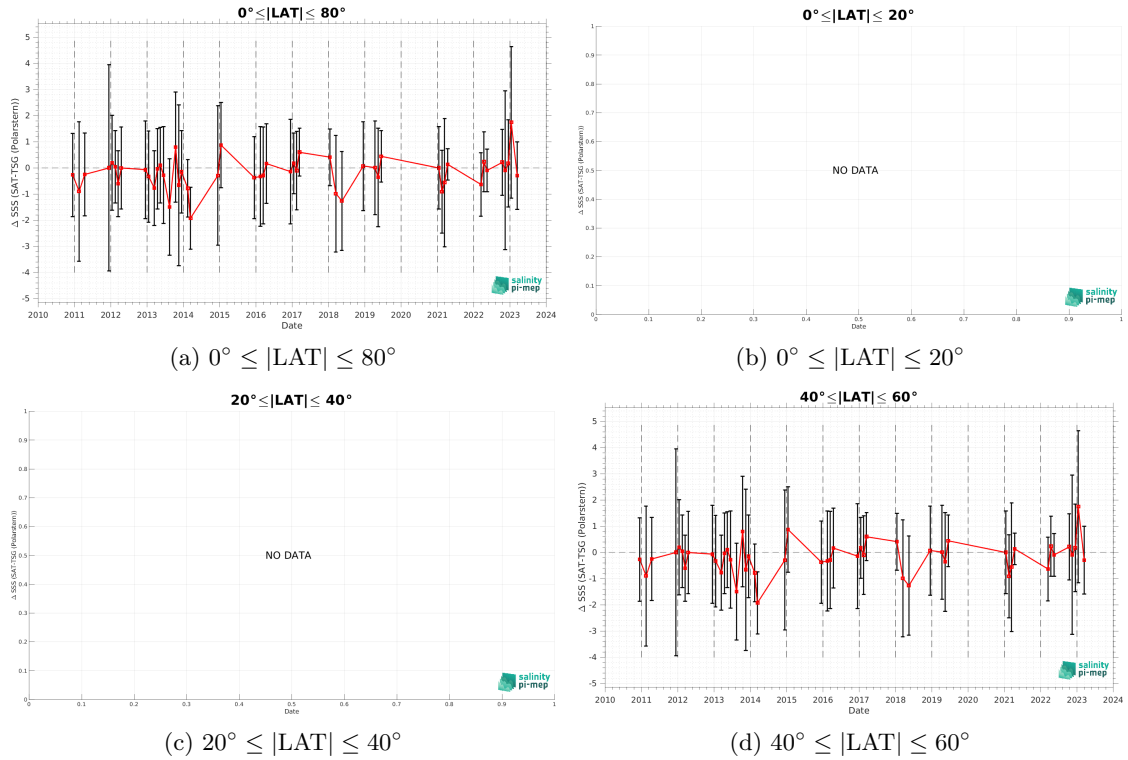 0°≤|LAT|≤ 80°
Δ SSS (SAT-TSG (Polarstern))
5
4
3
2
1
0
-1
-2
-3
-4
-5
2010 2011 2012 2013 2014 2015 2016 2017 2018 2019 2020 2021 2022 2023 2024
Date
salinity
pi-mep
(a) 0° ≤ |LAT| ≤ 80°
0°≤|LAT|≤ 20°
Δ SSS (SAT-TSG (Polarstern))
1
0.9
0.8
0.7
0.6
0.5
0.4
0.3
0.2
0.1
0
NO DATA
0 0.1 0.2 0.3 0.4 0.5 0.6 0.7 0.8 0.9 1
Date
salinity
pi-mep
(b) 0° ≤ |LAT| ≤ 20°
20°≤|LAT|≤ 40°
Δ SSS (SAT-TSG (Polarstern))
1
0.9
0.8
0.7
0.6
0.5
0.4
0.3
0.2
0.1
0
NO DATA
0 0.1 0.2 0.3 0.4 0.5 0.6 0.7 0.8 0.9 1
Date
salinity
pi-mep
(c) 20° ≤ |LAT| ≤ 40°
40°≤|LAT|≤ 60°
Δ SSS (SAT-TSG (Polarstern))
5
4
3
2
1
0
-1
-2
-3
-4
-5
2010 2011 2012 2013 2014 2015 2016 2017 2018 2019 2020 2021 2022 2023 2024
Date
salinity
pi-mep
(d) 40° ≤ |LAT| ≤ 60°